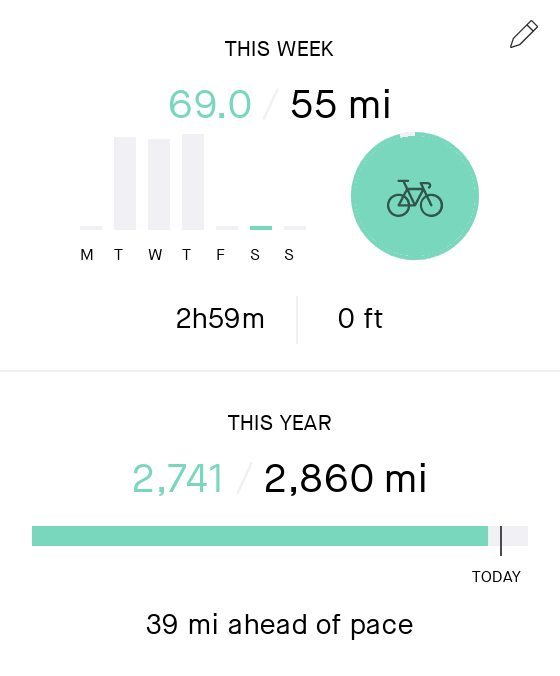 THIS WEEK
69.0 / 55 mi
M T W T F S S
2h59m 0 ft
THIS YEAR
2,741 / 2,860 mi
TODAY
39 mi ahead of pace